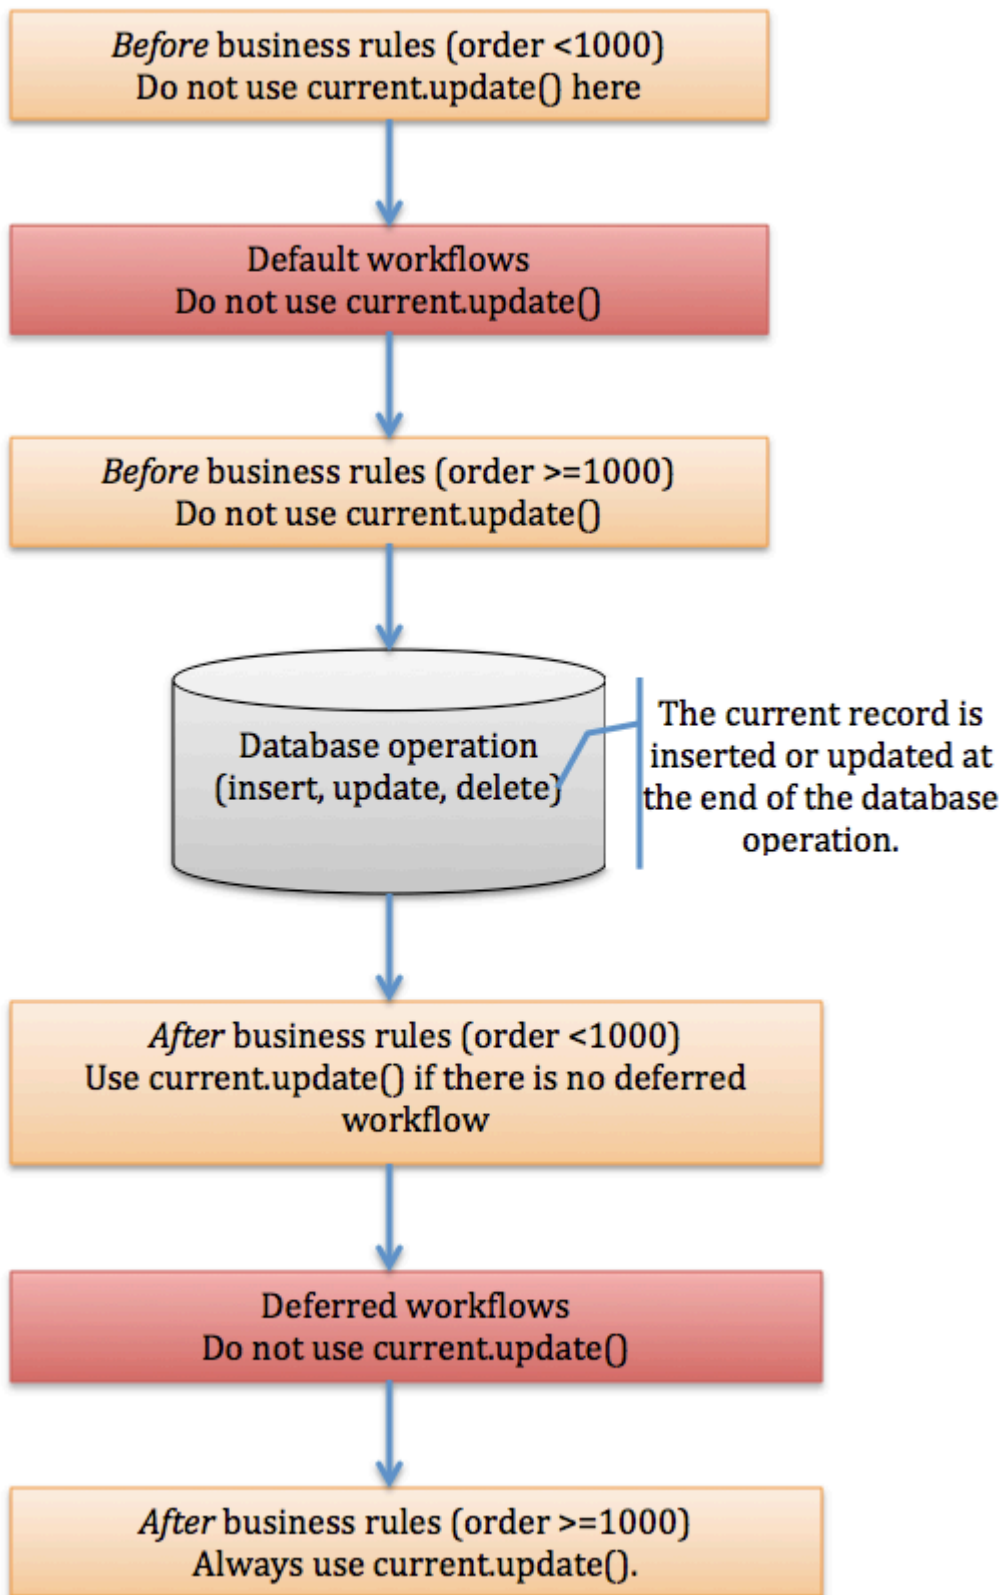 Before business rules (order <1000)
Do not use current.update() here
Default workflows
Do not use current.update()
Before business rules (order >=1000)
Do not use current.update()
Database operation
(insert, update, delete)
The current record is
inserted or updated at
the end of the database
operation.
After business rules (order <1000)
Use current.update() if there is no deferred
workflow
Deferred workflows
Do not use current.update()
After business rules (order >=1000)
Always use current.update().